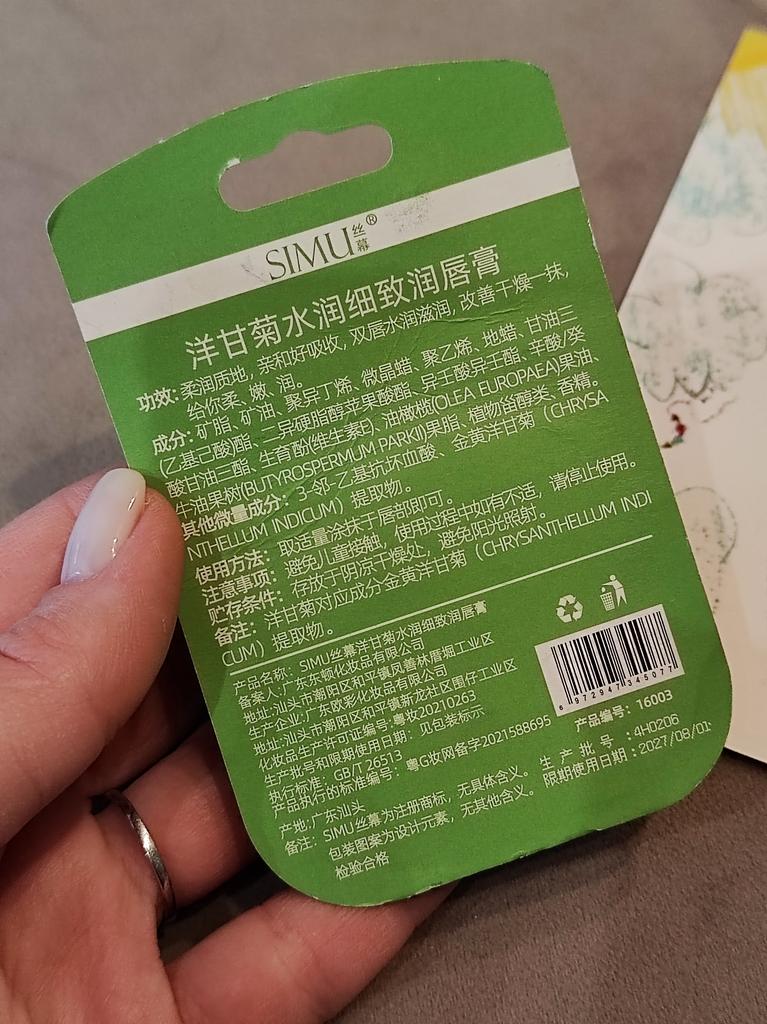 SIMU®丝幕
洋甘菊水润细致润唇膏
功效: 柔润质地, 亲和好吸收, 双唇水润滋润, 改善干燥一抹,
给你柔、嫩、润。
成分: 矿脂、矿油、聚异丁烯、微晶蜡、聚乙烯、地蜡、甘油三
(乙基己酸)酯、二异硬脂醇苹果酸酯、异壬酸异壬酯、辛酸/癸
酸甘油三酯、生育酚(维生素E)、油橄榄(OLEA EUROPAEA)果油、
牛油果树(BUTYROSPERMUM PARKII)果脂、植物甾醇类、香精。
其他微量成分: 3-邻-乙基抗坏血酸、金黄洋甘菊 (CHRYSA
NTHELLUM INDICUM) 提取物。
使用方法: 取适量涂抹于唇部即可。
注意事项: 避免儿童接触, 使用过程中如有不适, 请停止使用。
贮存条件: 存放于阴凉干燥处, 避免阳光照射。
备注: 洋甘菊对应成分金黄洋甘菊 (CHRYSANTHELLUM INDI
CUM) 提取物。
产品名称: SIMU丝幕洋甘菊水润细致润唇膏
备案人: 广东东顿化妆品有限公司
地址: 汕头市潮阳区和平镇凤善林厝堀工业区
生产企业: 广东欧彩化妆品有限公司
地址: 汕头市潮阳区和平镇新龙社区围仔工业区
化妆品生产许可证编号: 粤妆20210263
生产批号和限期使用日期: 见包装标示
执行标准: GB/T 26513
产品执行的标准编号: 粤G妆网备字2021588695
产地: 广东汕头
备注: SIMU丝幕为注册商标, 无具体含义。
包装图案为设计元素, 无其他含义。
检验合格
6 972947 345077
产品编号: 16003
生产批号: 4H0206
限期使用日期: 2027/08/01